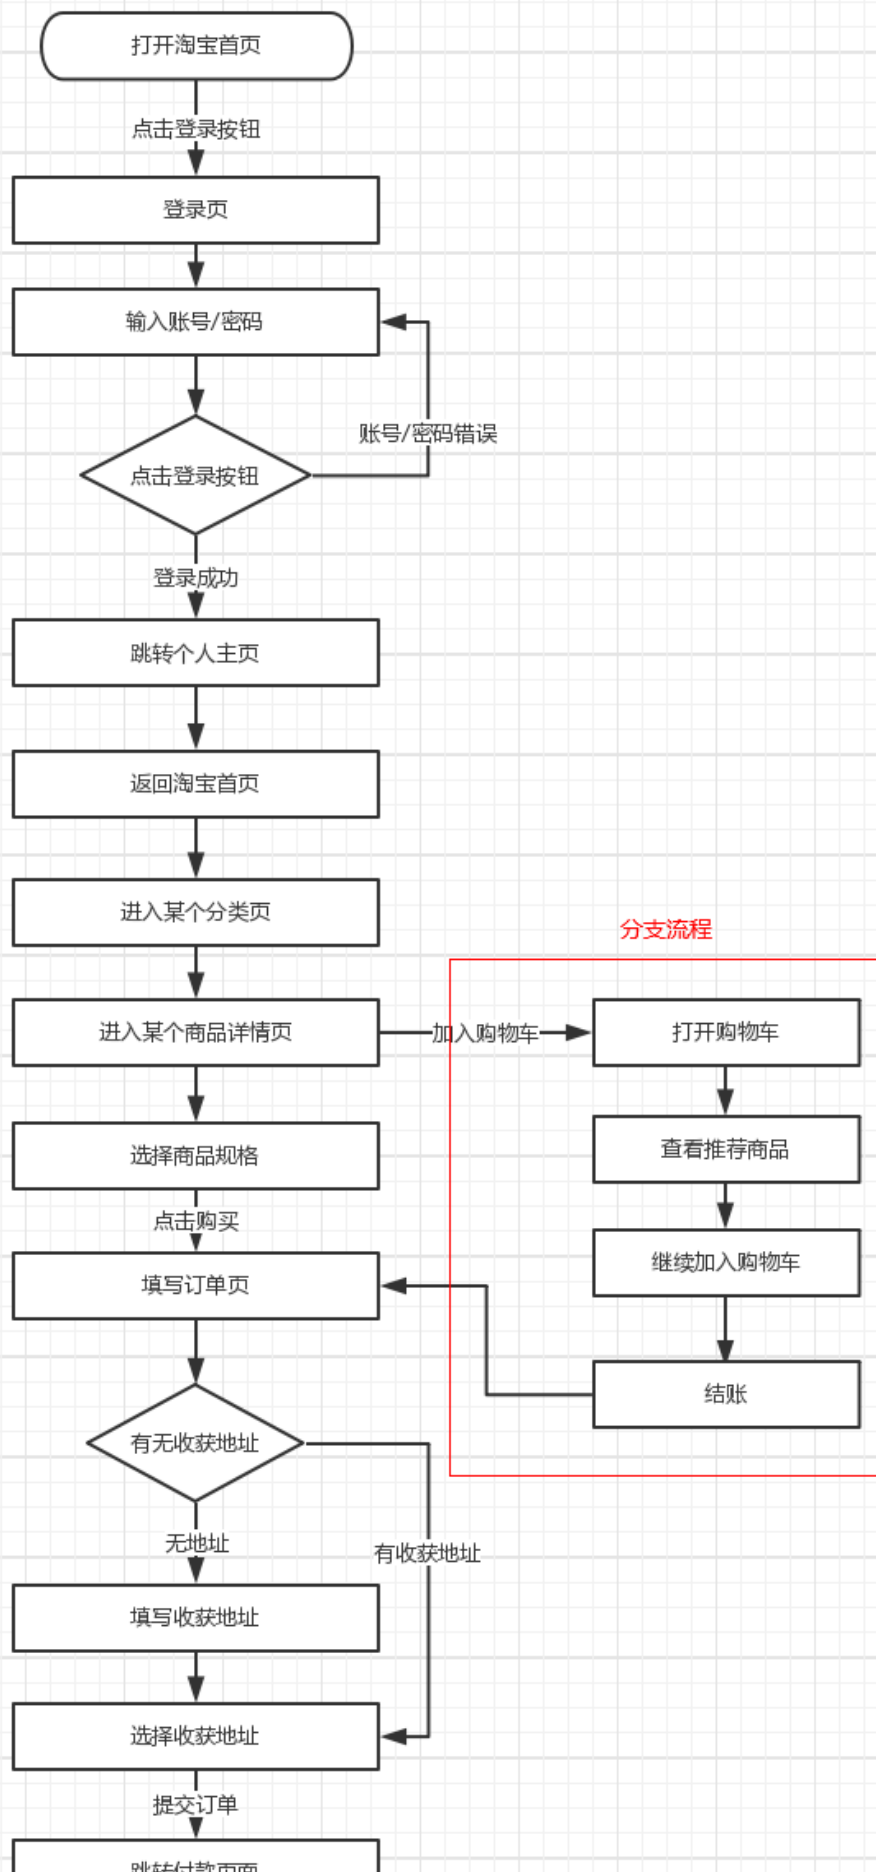 打开淘宝首页
点击登录按钮
登录页
输入账号/密码
账号/密码错误
点击登录按钮
登录成功
跳转个人主页
返回淘宝首页
进入某个分类页
分支流程
进入某个商品详情页
加入购物车
打开购物车
选择商品规格
查看推荐商品
点击购买
继续加入购物车
填写订单页
结账
有无收获地址
无地址
有收获地址
填写收获地址
选择收获地址
提交订单
跳转付款页面